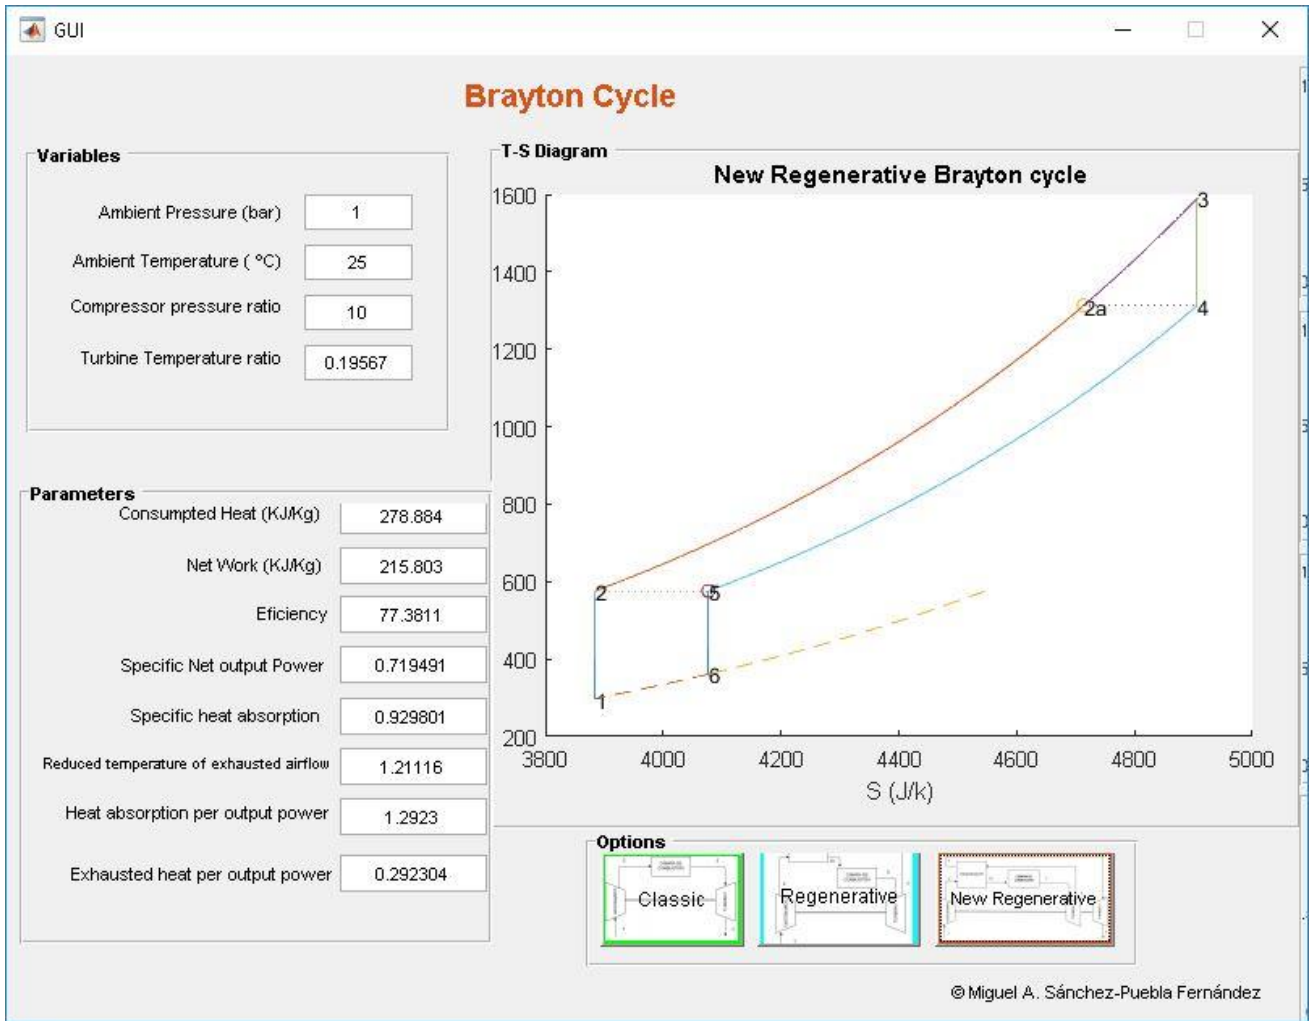 GUI
Brayton Cycle
Variables
Ambient Pressure (bar) 1
Ambient Temperature ( ºC) 25
Compressor pressure ratio 10
Turbine Temperature ratio 0.19567
Parameters
Consumpted Heat (KJ/Kg) 278.884
Net Work (KJ/Kg) 215.803
Eficiency 77.3811
Specific Net output Power 0.719491
Specific heat absorption 0.929801
Reduced temperature of exhausted airflow 1.21116
Heat absorption per output power 1.2923
Exhausted heat per output power 0.292304
T-S Diagram
New Regenerative Brayton cycle
1600
1400
1200
1000
800
600
400
200
3
2a
4
2
5
6
1
3800 4000 4200 4400 4600 4800 5000
S (J/k)
Options
Classic
Regenerative
New Regenerative
© Miguel A. Sánchez-Puebla Fernández